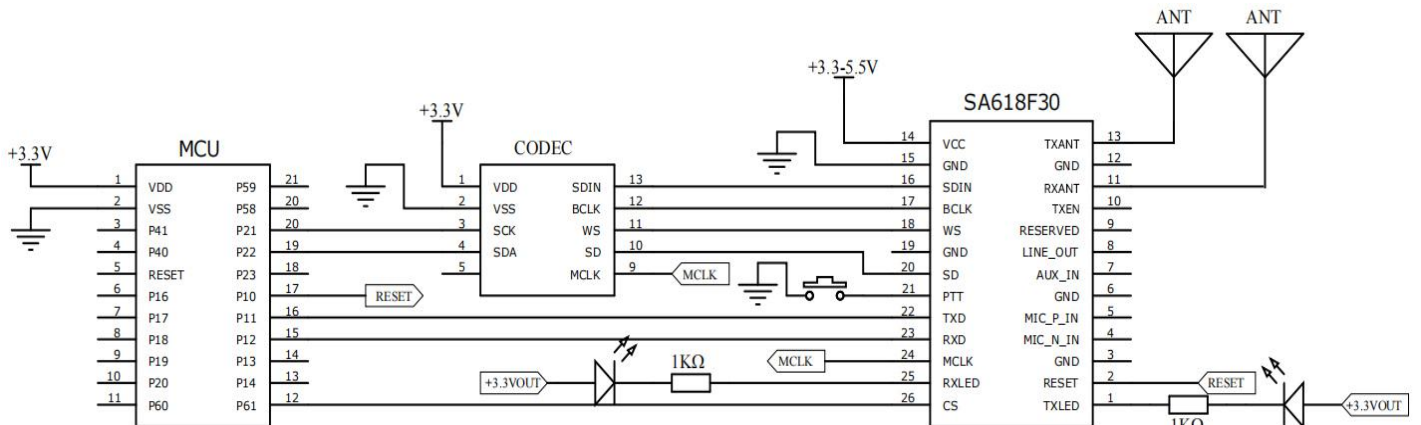 ANT ANT
+3.3-5.5V
SA618F30
+3.3V
MCU CODEC
+3.3V
14 VCC TXANT 13
15 GND GND 12
1 VDD P59 21 1 VDD SDIN 13 16 SDIN RXANT 11
2 VSS P58 20 2 VSS BCLK 12 17 BCLK TXEN 10
3 P41 P21 20 3 SCK WS 11 18 WS RESERVED 9
4 P40 P22 19 4 SDA SD 10 19 GND LINE_OUT 8
5 RESET P23 18 5 MCLK 9 MCLK 20 SD AUX_IN 7
6 P16 P10 17 RESET 21 PTT GND 6
7 P17 P11 16 22 TXD MIC_P_IN 5
8 P18 P12 15 23 RXD MIC_N_IN 4
9 P19 P13 14 1KΩ MCLK 24 MCLK GND 3
10 P20 P14 13 +3.3VOUT 25 RXLED RESET 2 RESET
11 P60 P61 12 26 CS TXLED 1 +3.3VOUT
1KΩ